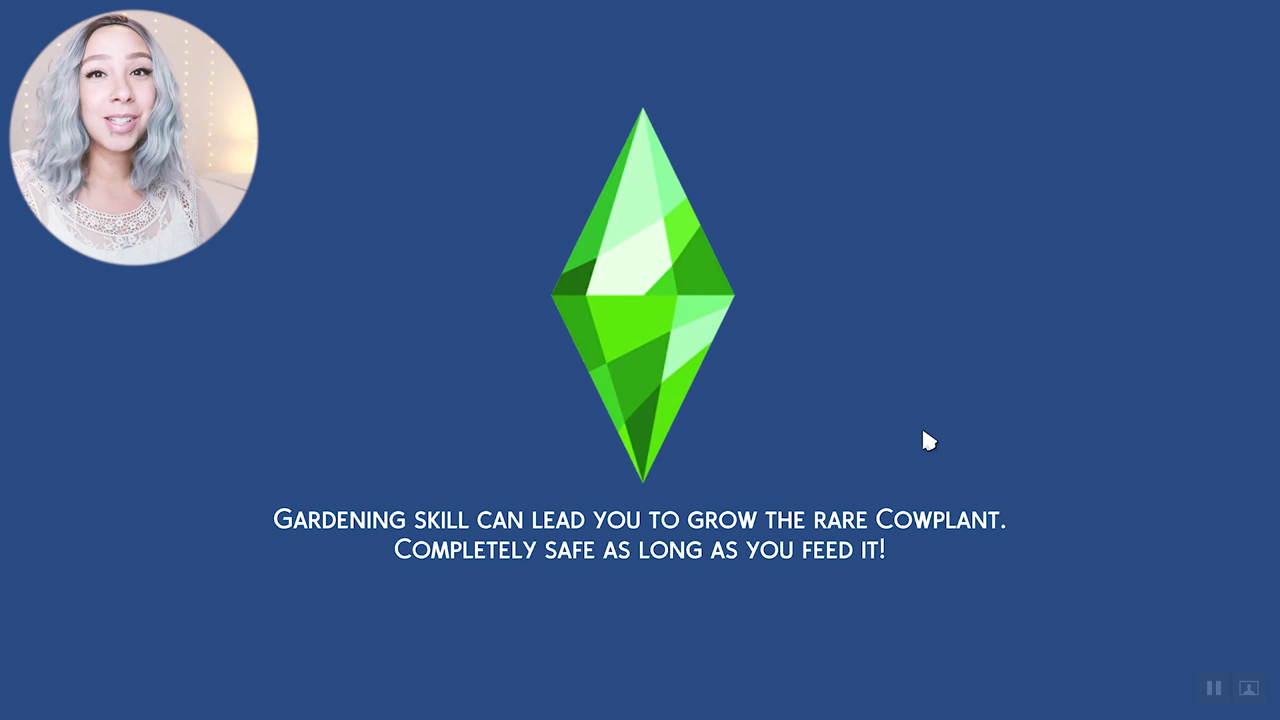 Gardening skill can lead you to grow the rare Cowplant.
Completely safe as long as you feed it!